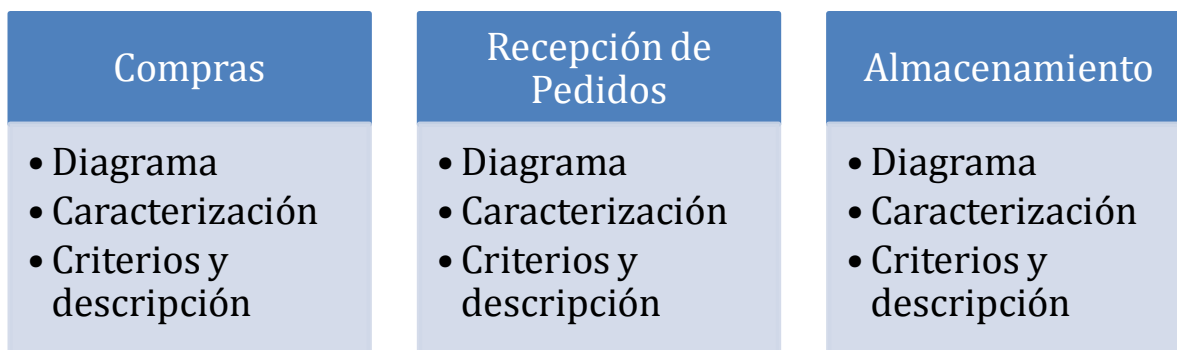 Compras
• Diagrama
• Caracterización
• Criterios y
descripción
Recepción de
Pedidos
• Diagrama
• Caracterización
• Criterios y
descripción
Almacenamiento
• Diagrama
• Caracterización
• Criterios y
descripción